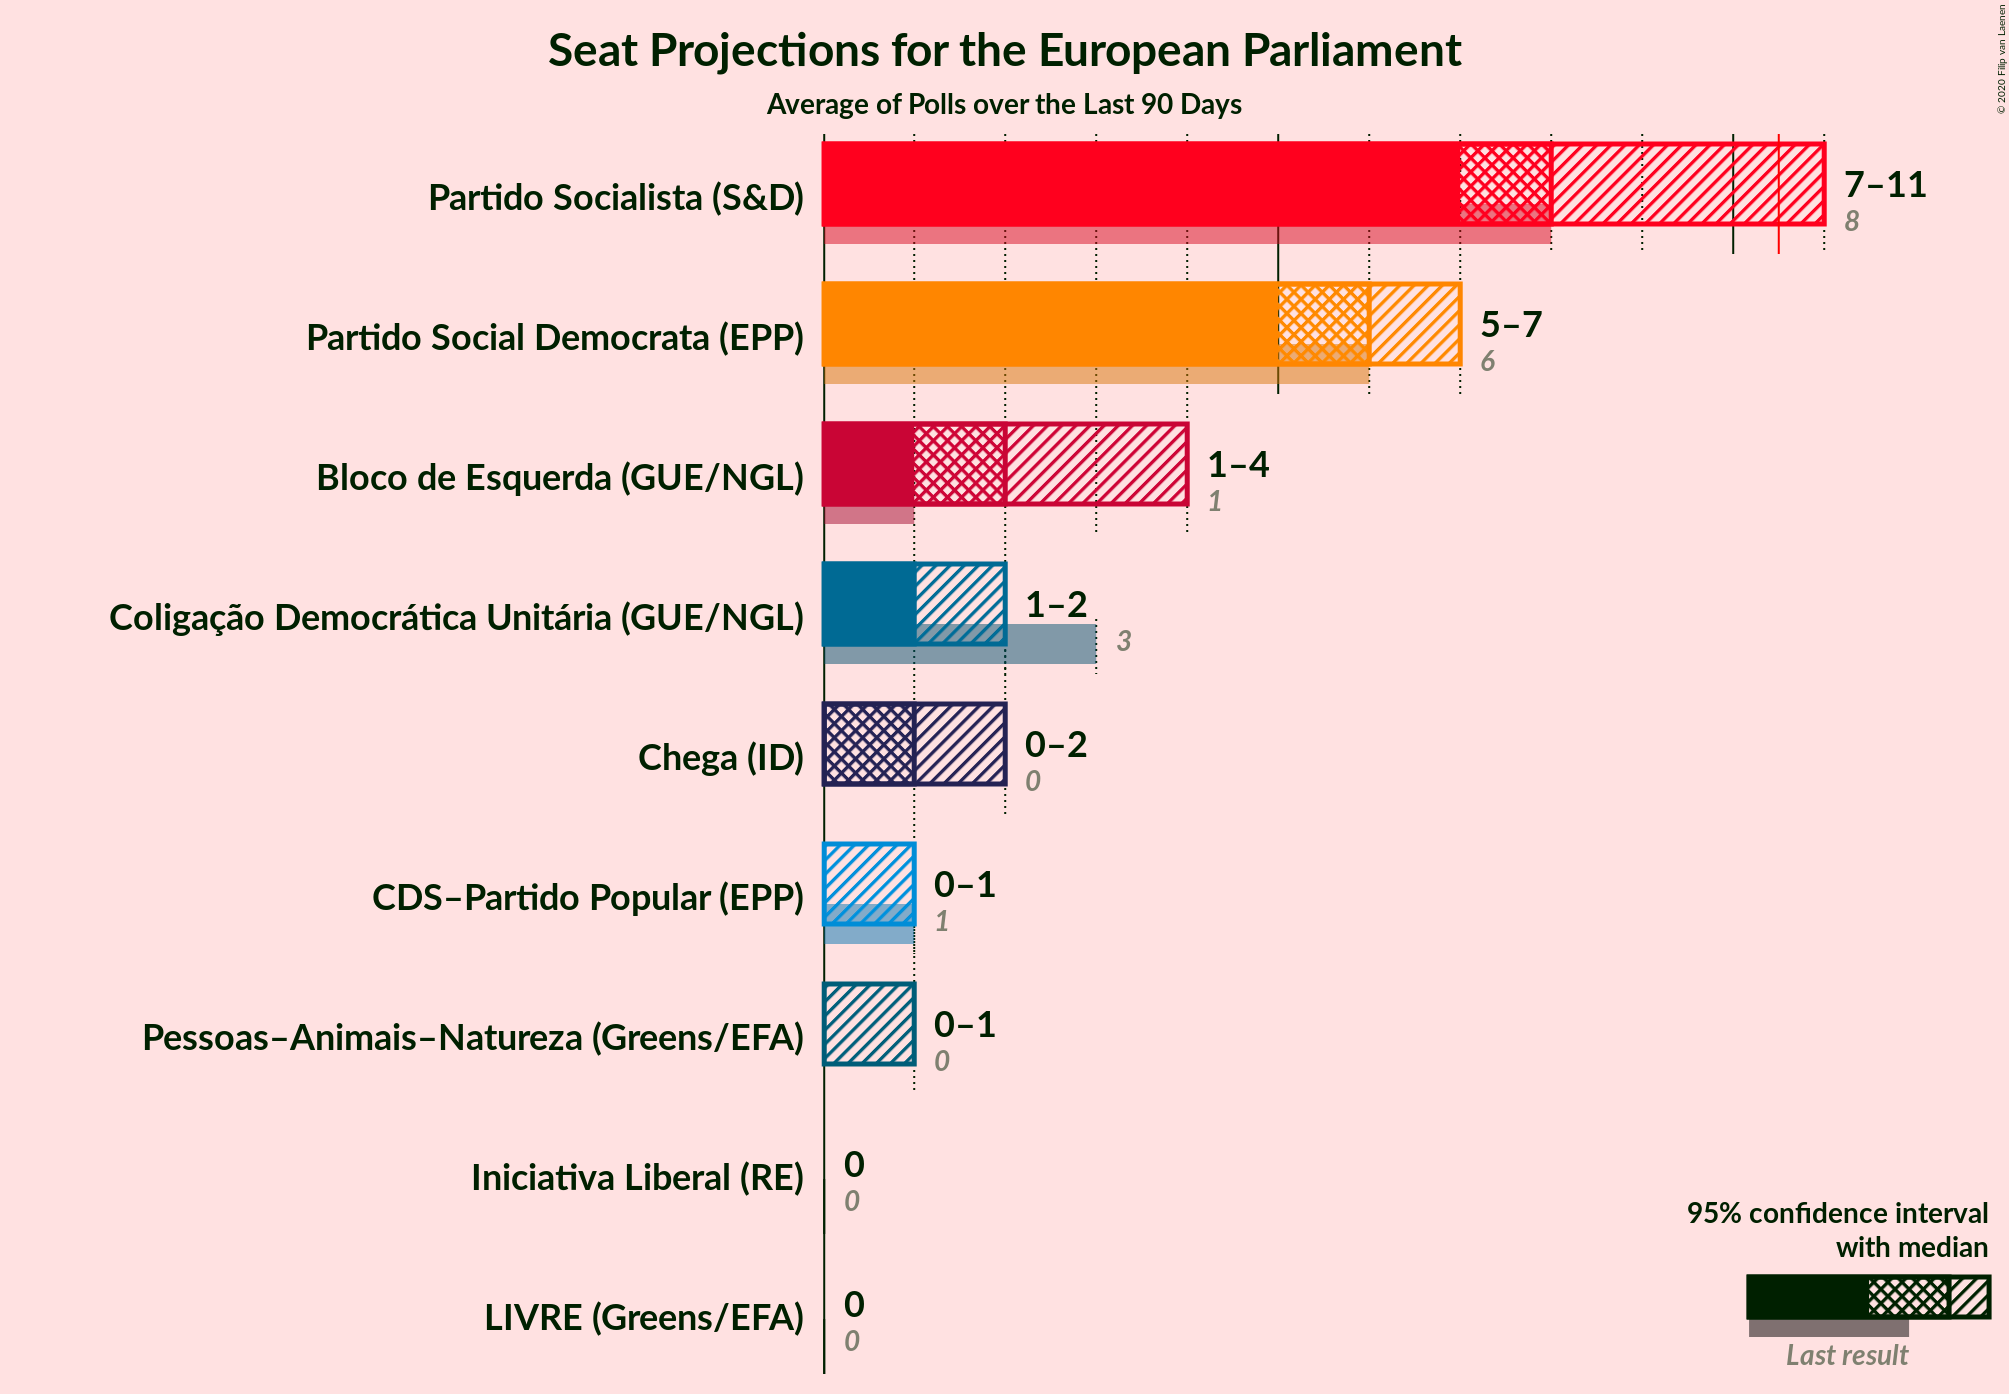 Seat Projections for the European Parliament
Average of Polls over the Last 90 Days
© 2020 Filip van Laenen
Partido Socialista (S&D)
7–11
8
Partido Social Democrata (EPP)
5–7
6
Bloco de Esquerda (GUE/NGL)
1–4
1
Coligação Democrática Unitária (GUE/NGL)
1–2
3
Chega (ID)
0–2
0
CDS–Partido Popular (EPP)
0–1
1
Pessoas–Animais–Natureza (Greens/EFA)
0–1
0
Iniciativa Liberal (RE)
0
0
LIVRE (Greens/EFA)
0
0
95% confidence interval
with median
Last result